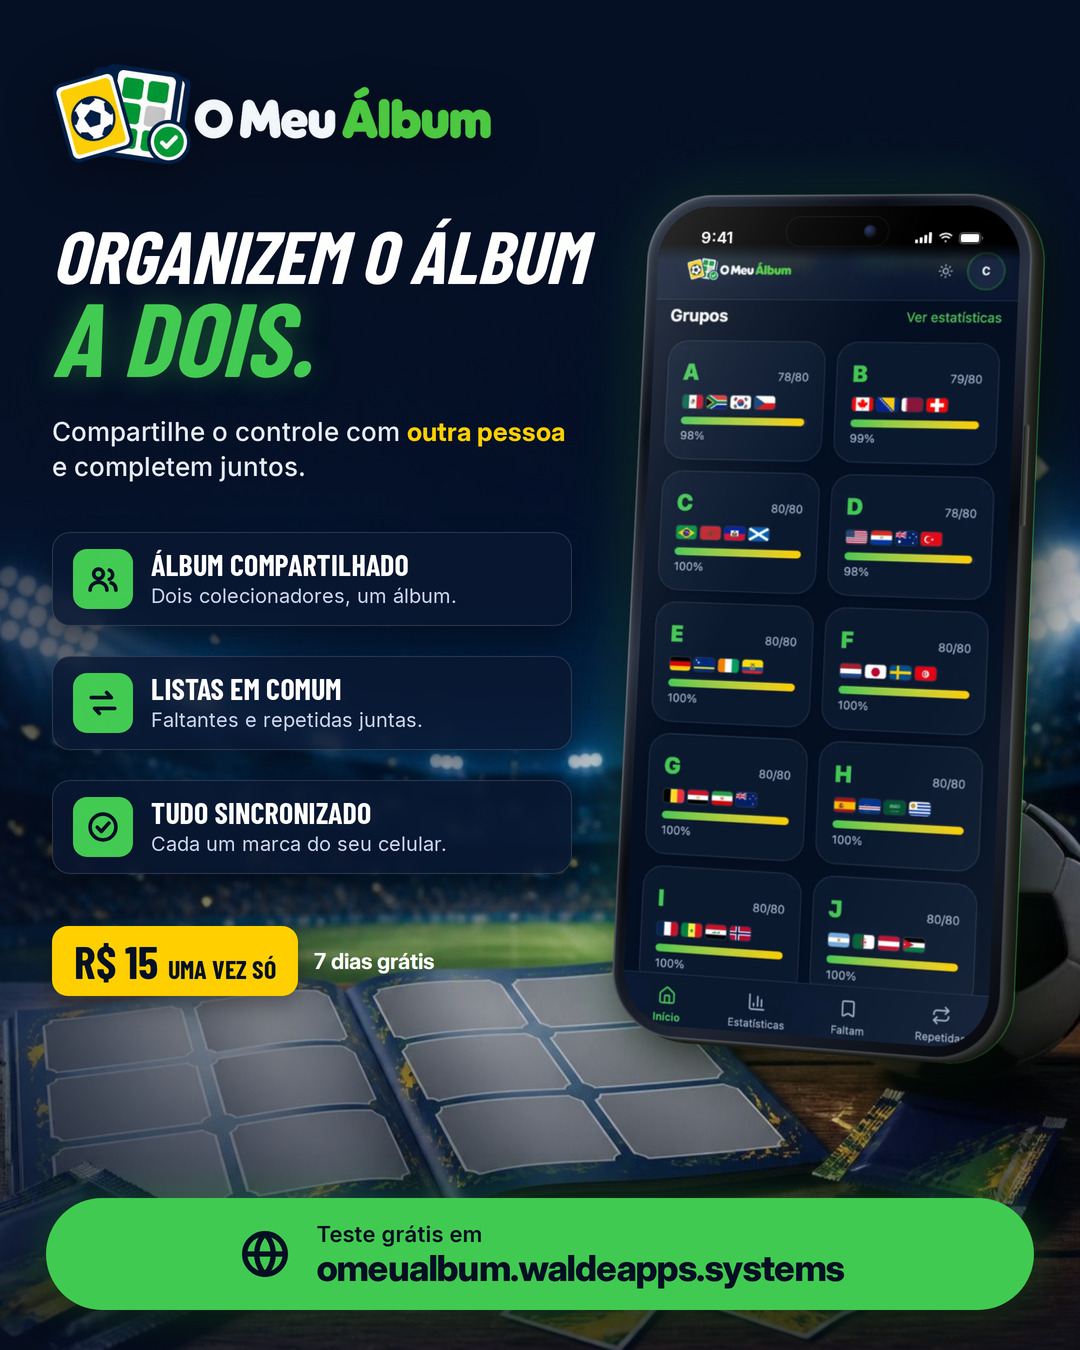 O Meu Álbum
ORGANIZEM O ÁLBUM
A DOIS.
Compartilhe o controle com outra pessoa
e completem juntos.
ÁLBUM COMPARTILHADO
Dois colecionadores, um álbum.
LISTAS EM COMUM
Faltantes e repetidas juntas.
TUDO SINCRONIZADO
Cada um marca do seu celular.
R$ 15 UMA VEZ SÓ
7 dias grátis
9:41
O Meu Álbum
C
Grupos
Ver estatísticas
A
78/80
98%
B
79/80
99%
C
80/80
100%
D
78/80
98%
E
80/80
100%
F
80/80
100%
G
80/80
100%
H
80/80
100%
I
80/80
100%
J
80/80
100%
Início
Estatísticas
Faltam
Repetidas
Teste grátis em
omeualbum.waldeapps.systems